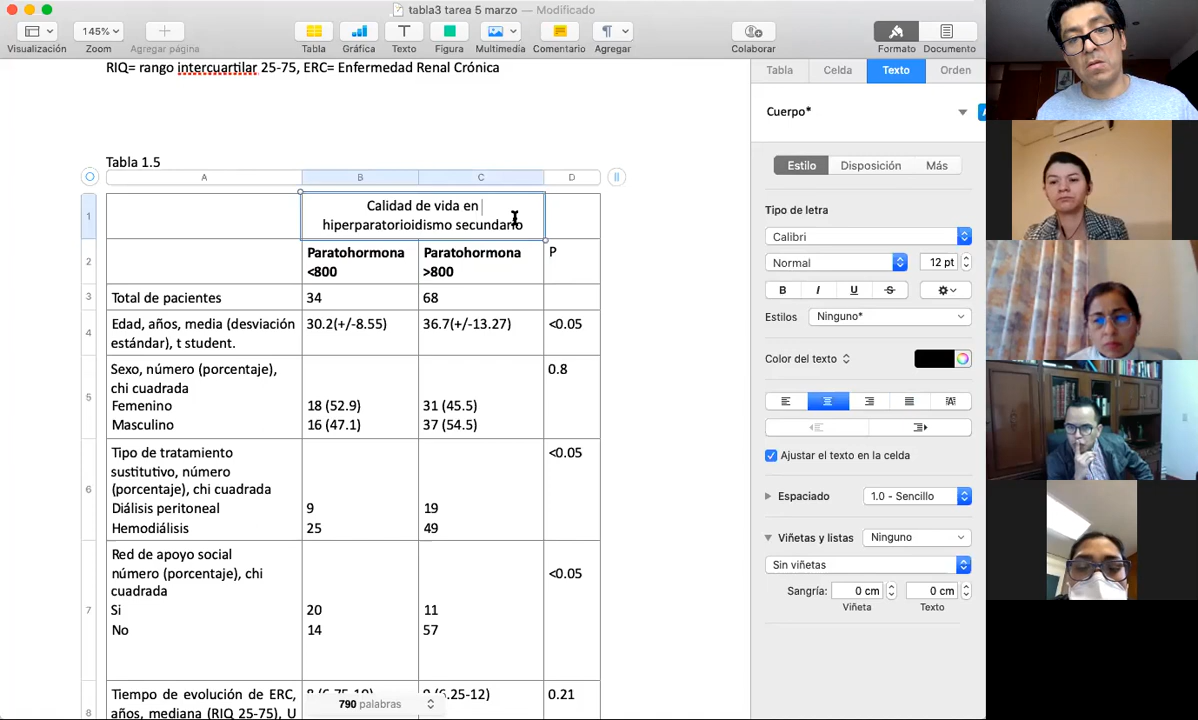 tabla3 tarea 5 marzo — Modificado
145%
Visualización Zoom Agregar página Tabla Gráfica Texto Figura Multimedia Comentario Agregar Colaborar Formato Documento
RIQ= rango intercuartilar 25-75, ERC= Enfermedad Renal Crónica
Tabla 1.5
A B C D
1
Calidad de vida en
hiperparatorioidismo secundario
2
Paratohormona
<800
Paratohormona
>800
P
3
Total de pacientes 34 68
4
Edad, años, media (desviación
estándar), t student.
30.2(+/-8.55) 36.7(+/-13.27) <0.05
5
Sexo, número (porcentaje),
chi cuadrada
0.8
Femenino 18 (52.9) 31 (45.5)
Masculino 16 (47.1) 37 (54.5)
6
Tipo de tratamiento
sustitutivo, número
(porcentaje), chi cuadrada
<0.05
Diálisis peritoneal 9 19
Hemodiálisis 25 49
7
Red de apoyo social
número (porcentaje), chi
cuadrada
<0.05
Si 20 11
No 14 57
8
Tiempo de evolución de ERC,
años, mediana (RIQ 25-75), U
(6.25-12) 0.21
790 palabras
Tabla Celda Texto Orden
Cuerpo*
Estilo Disposición Más
Tipo de letra
Calibri
Normal 12 pt
B I U S
Estilos Ninguno*
Color del texto
Ajustar el texto en la celda
Espaciado 1.0 - Sencillo
Viñetas y listas Ninguno
Sin viñetas
Sangría: 0 cm 0 cm
Viñeta Texto